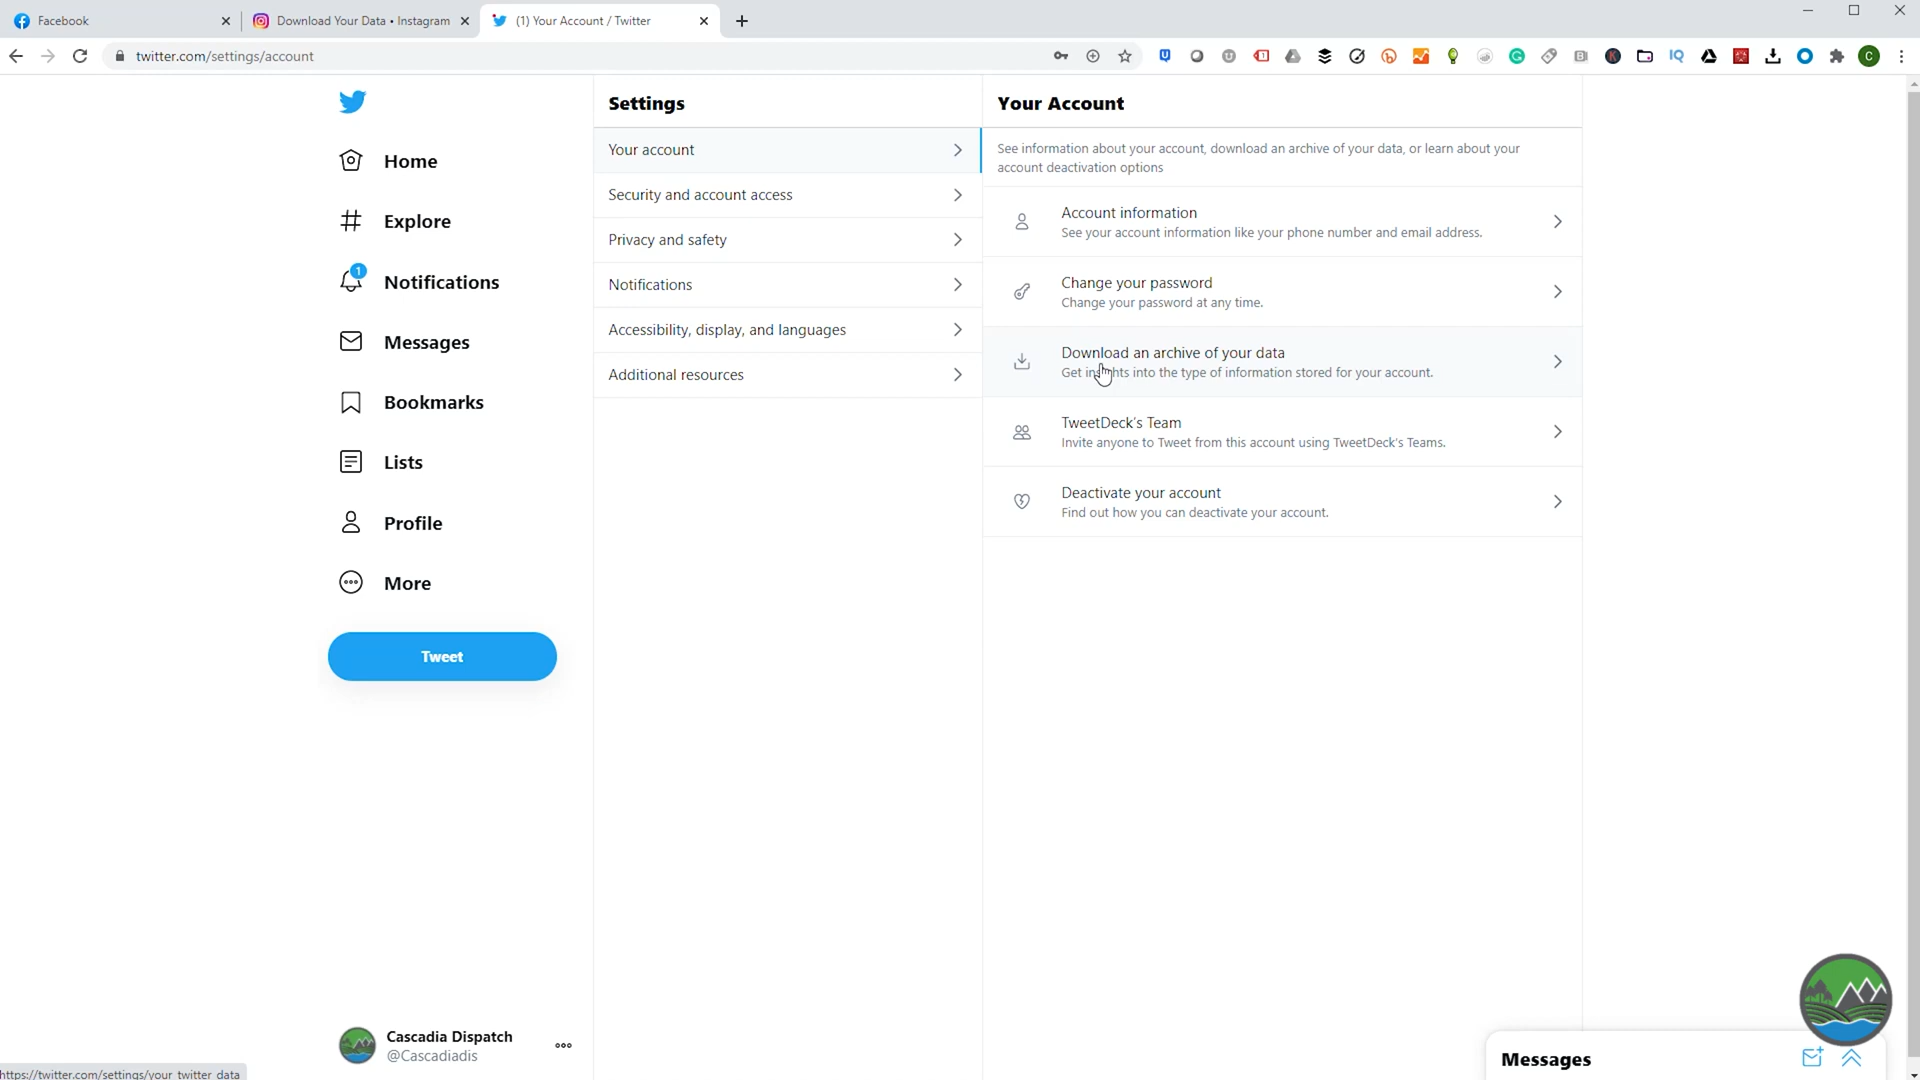 Facebook
Download Your Data • Instagram
(1) Your Account / Twitter
twitter.com/settings/account
Home
Explore
1
Notifications
Messages
Bookmarks
Lists
Profile
More
Tweet
Cascadia Dispatch
@Cascadiadis
Settings
Your account
Security and account access
Privacy and safety
Notifications
Accessibility, display, and languages
Additional resources
Your Account
See information about your account, download an archive of your data, or learn about your
account deactivation options
Account information
See your account information like your phone number and email address.
Change your password
Change your password at any time.
Download an archive of your data
Get insights into the type of information stored for your account.
TweetDeck's Team
Invite anyone to Tweet from this account using TweetDeck's Teams.
Deactivate your account
Find out how you can deactivate your account.
Messages
https://twitter.com/settings/your_twitter_data